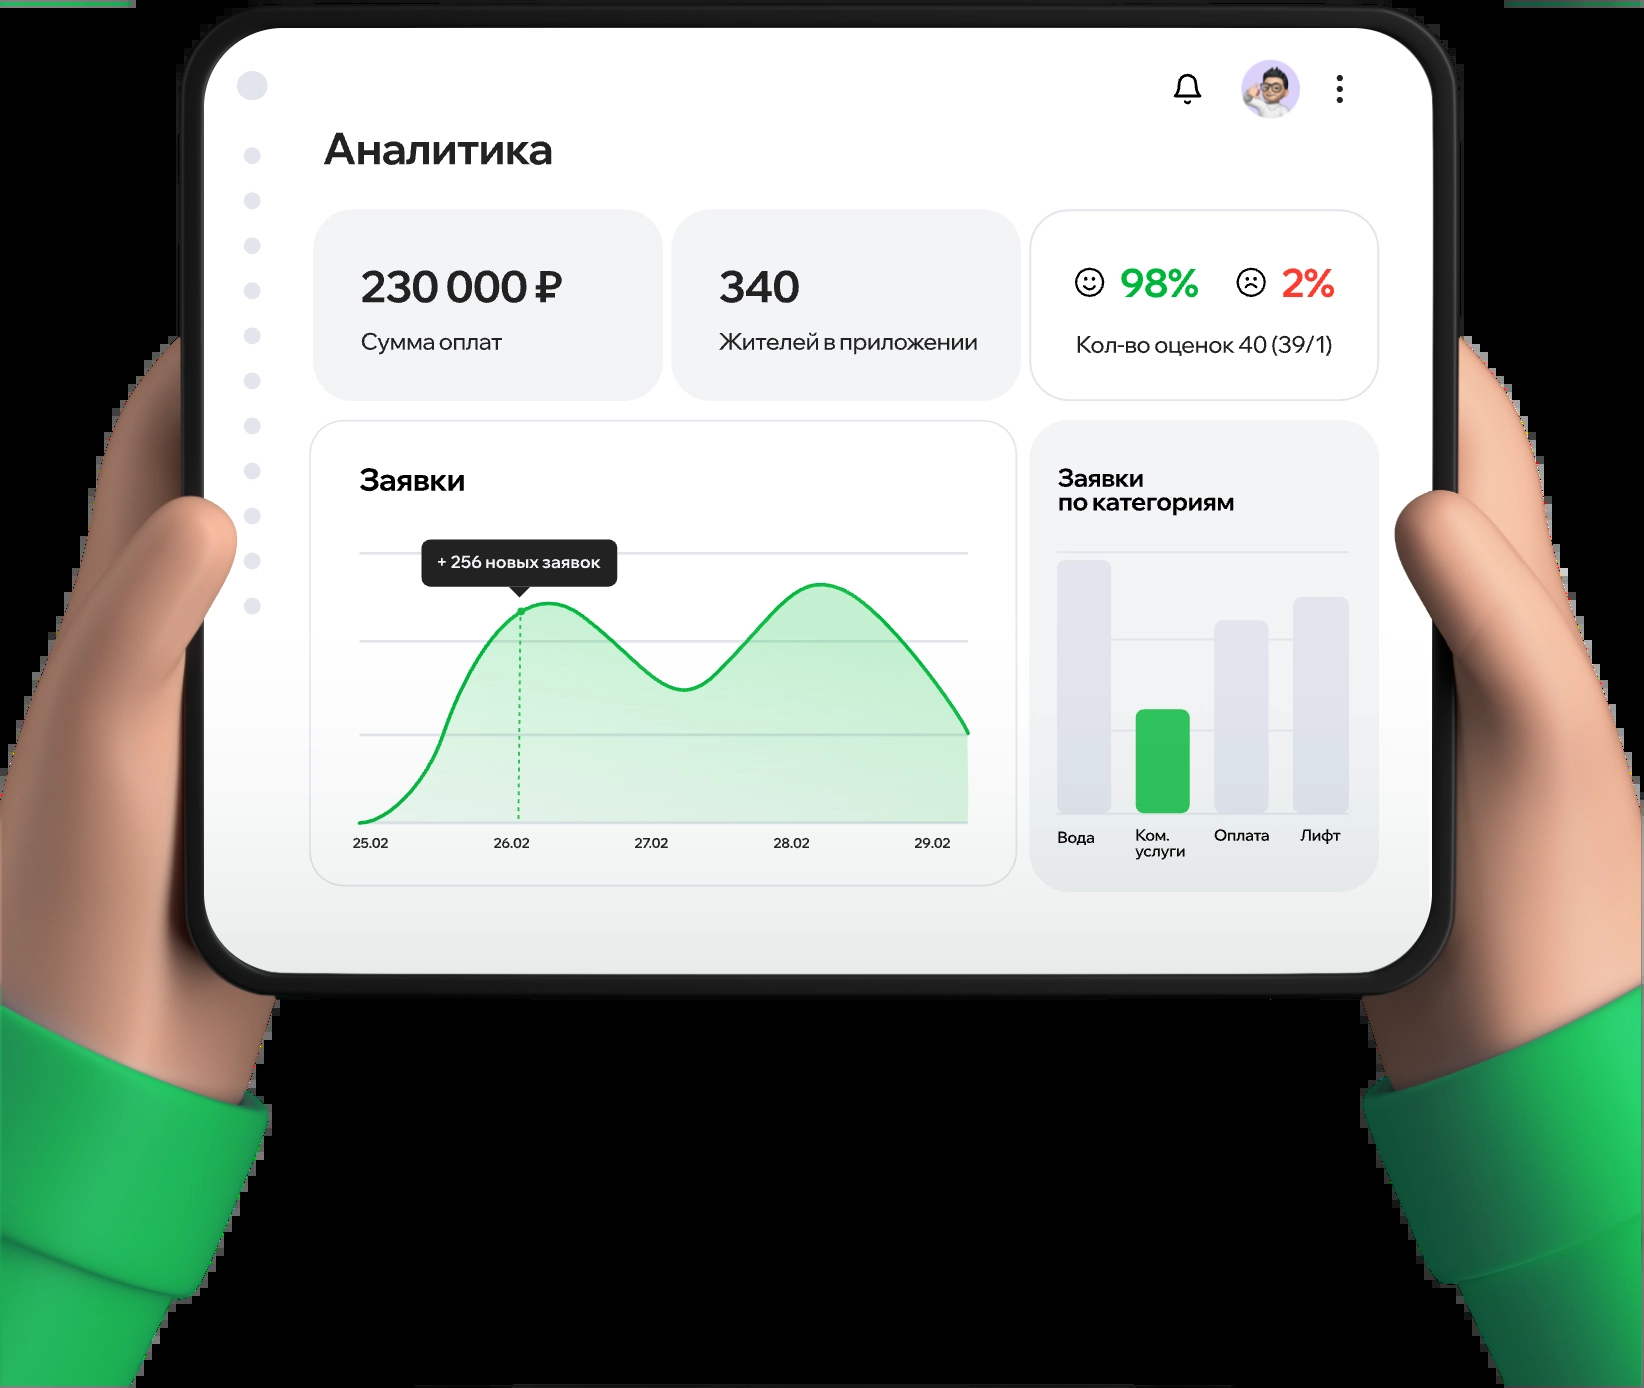 Аналитика
230 000 ₽
Сумма оплат
340
Жителей в приложении
98%
2%
Кол-во оценок 40 (39/1)
Заявки
+ 256 новых заявок
25.02
26.02
27.02
28.02
29.02
Заявки
по категориям
Вода
Ком.
услуги
Оплата
Лифт